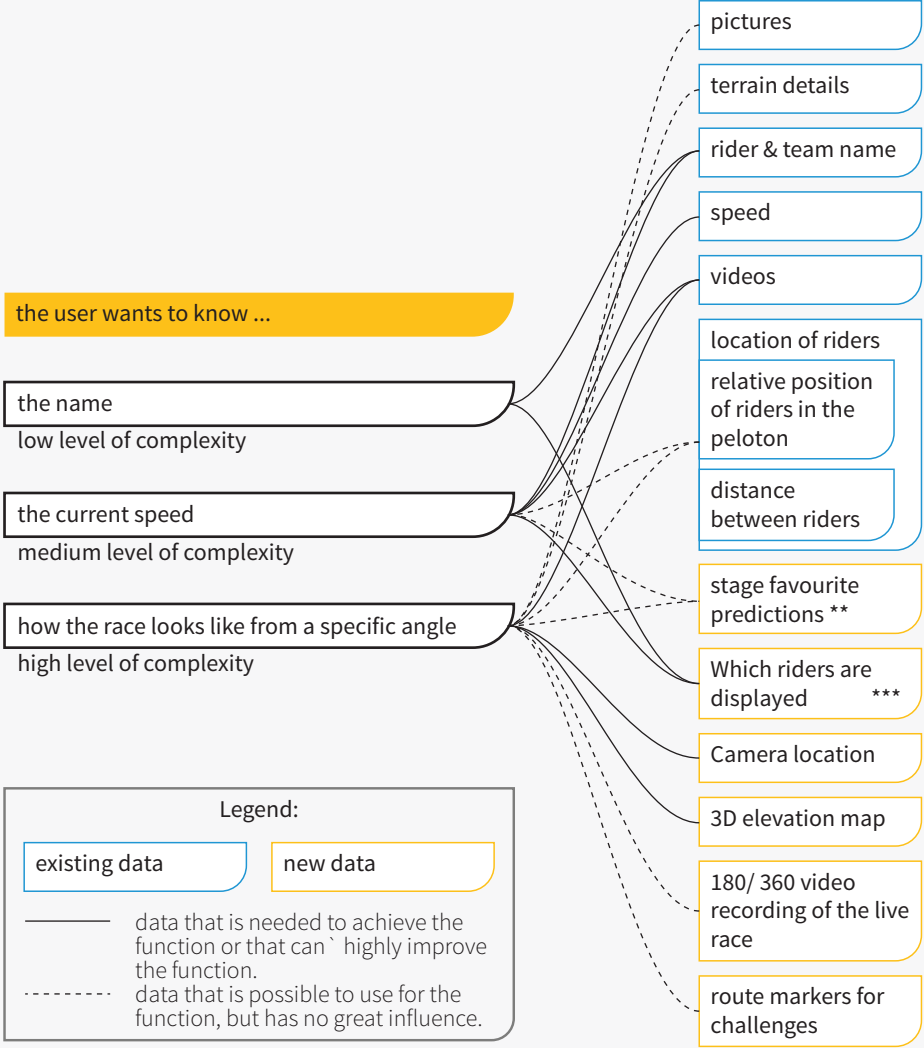 the user wants to know ...
the name
low level of complexity
the current speed
medium level of complexity
how the race looks like from a specific angle
high level of complexity
pictures
terrain details
rider & team name
speed
videos
location of riders
relative position
of riders in the
peloton
distance
between riders
stage favourite
predictions **
Which riders are
displayed ***
Camera location
3D elevation map
180/ 360 video
recording of the live
race
route markers for
challenges
Legend:
existing data
new data
data that is needed to achieve the
function or that can` highly improve
the function.
data that is possible to use for the
function, but has no great influence.